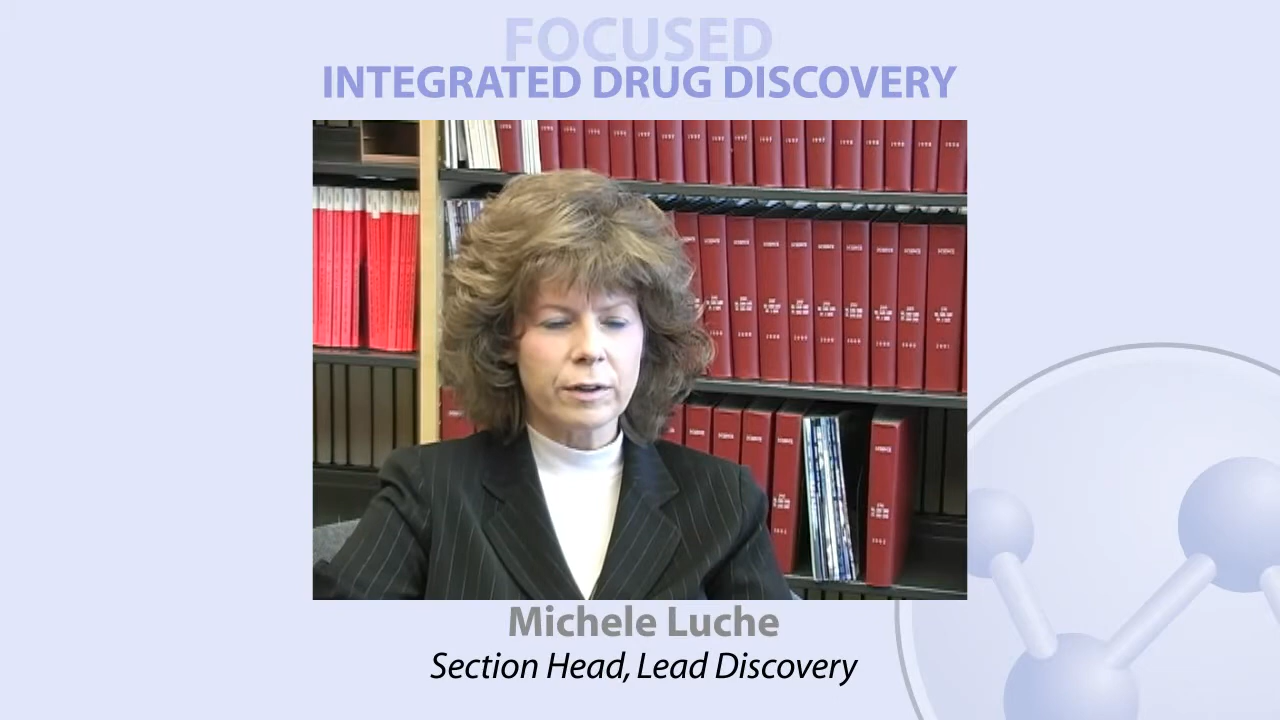 FOCUSED
INTEGRATED DRUG DISCOVERY
Michele Luche
Section Head, Lead Discovery